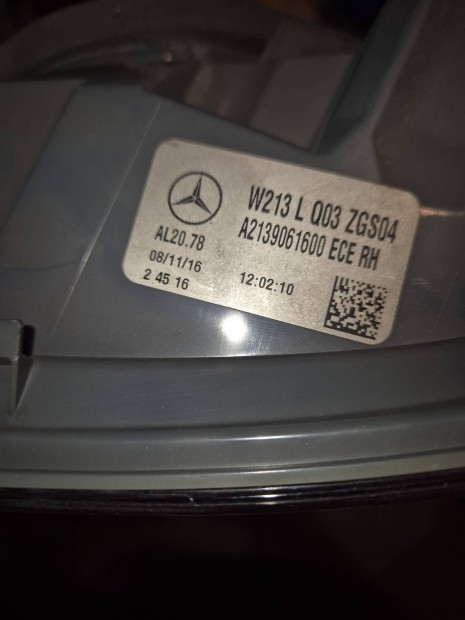 W213 L Q03 ZGS04
A2139061600 ECE RH
AL20.78
08/11/16
2 45 16
12:02:10